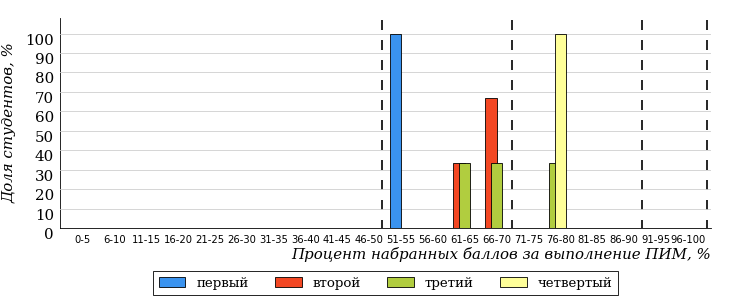 Доля студентов, %
100
90
80
70
60
50
40
30
20
10
0
0-5 6-10 11-15 16-20 21-25 26-30 31-35 36-40 41-45 46-50 51-55 56-60 61-65 66-70 71-75 76-80 81-85 86-90 91-95 96-100
Процент набранных баллов за выполнение ПИМ, %
первый второй третий четвертый